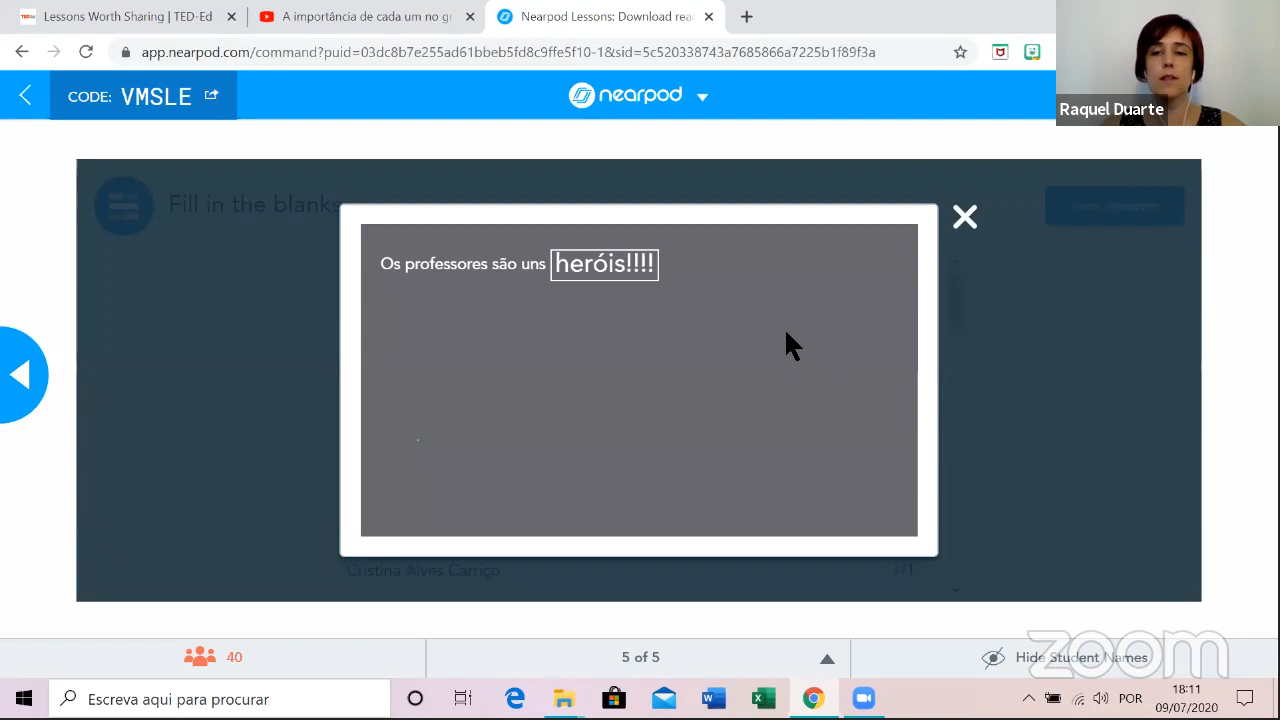 Lessons Worth Sharing | TED-Ed
A importância de cada um no gr
Nearpod Lessons: Download rea
app.nearpod.com/command?puid=03dc8b7e255ad61bbeb5fd8c9ffe5f10-1&sid=5c520338743a7695866a7225b1f89f3a
CODE: VMSLE
nearpod
Raquel Duarte
Fill in the blanks
Os professores são uns heróis!!!!
Cristina Alves Carriço 1/1
40
5 of 5
Hide Student Names
zoom
Escreva aqui para procurar
POR
18:11
09/07/2020